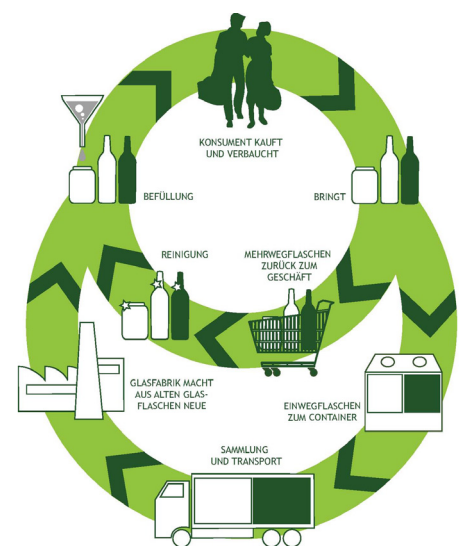 KONSUMENT KAUFT
UND VERBAUCHT
BEFÜLLUNG
BRINGT
REINIGUNG
MEHRWEGFLASCHEN
ZURÜCK ZUM
GESCHÄFT
GLASFABRIK MACHT
AUS ALTEN GLAS-
FLASCHEN NEUE
EINWEGFLASCHEN
ZUM CONTAINER
SAMMLUNG
UND TRANSPORT